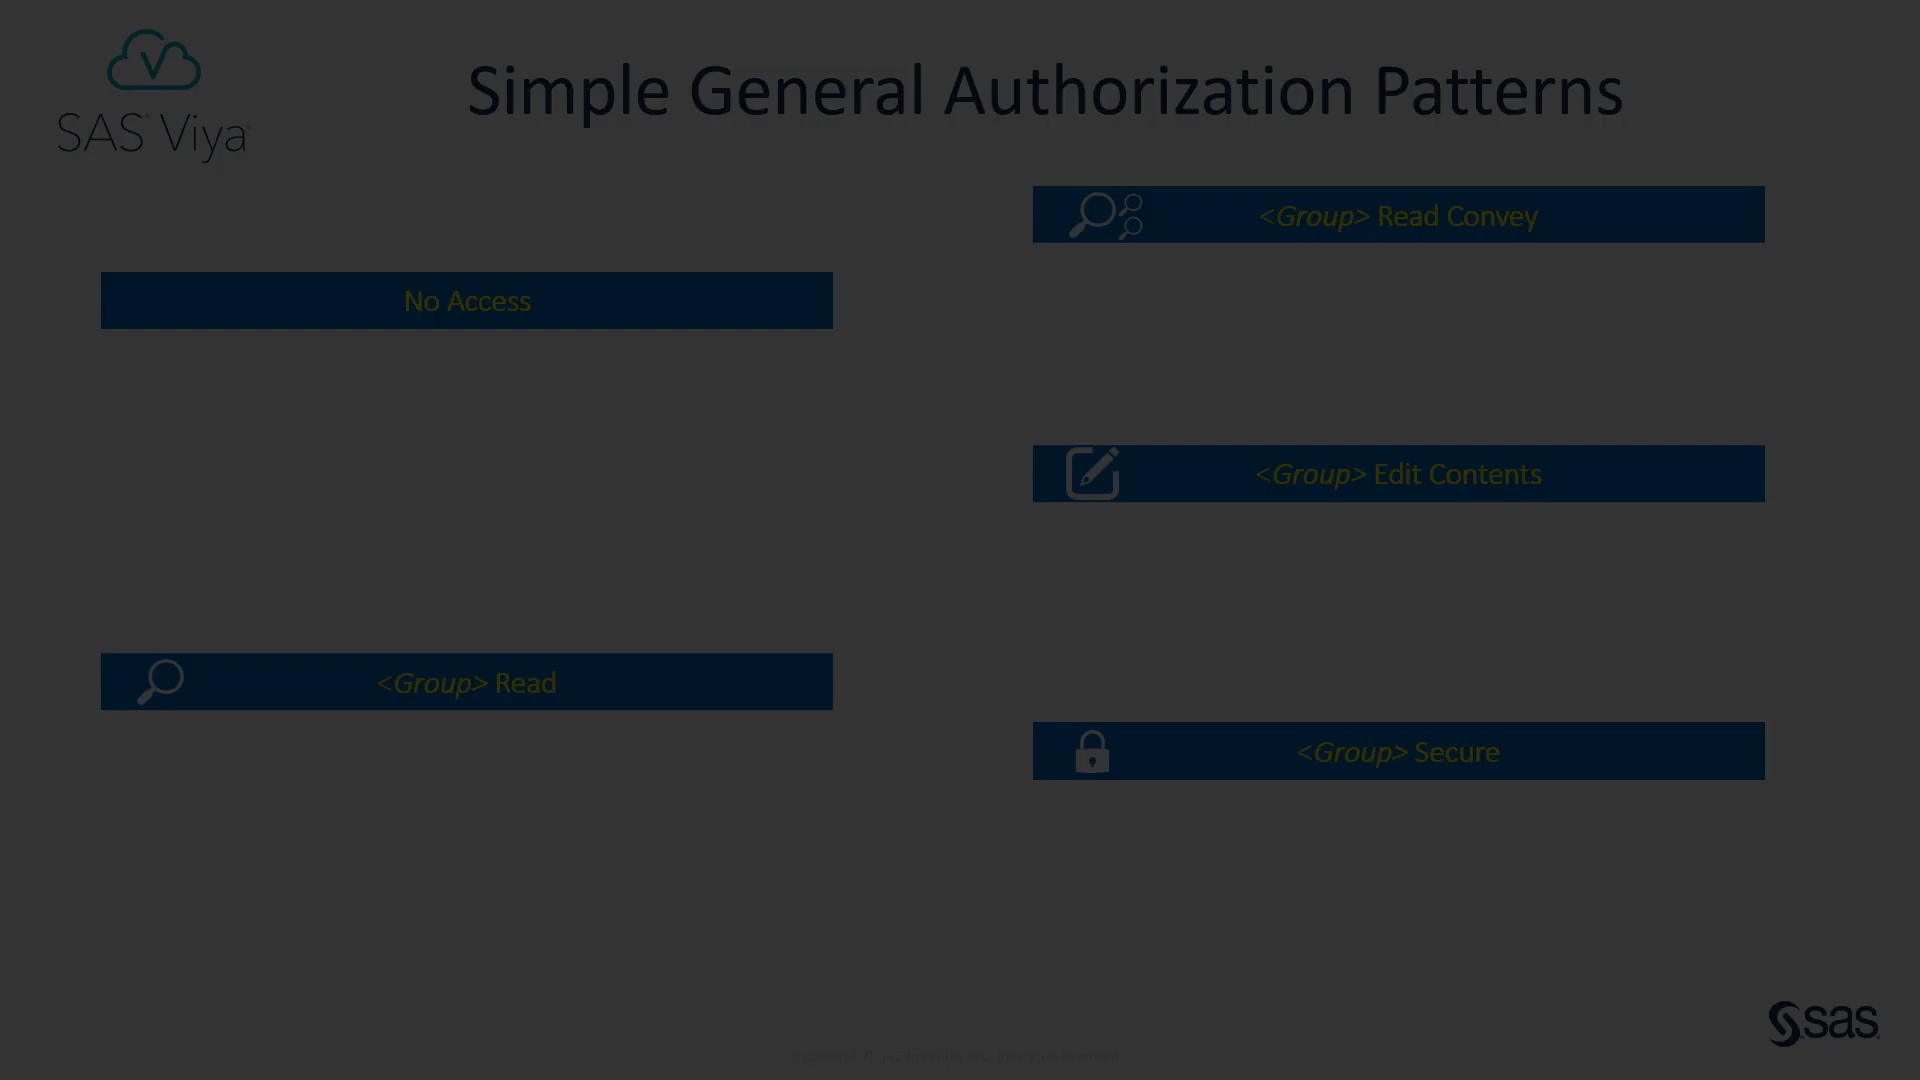 SAS® Viya®
Simple General Authorization Patterns
No Access
<Group> Read
<Group> Read Convey
<Group> Edit Contents
<Group> Secure
sas